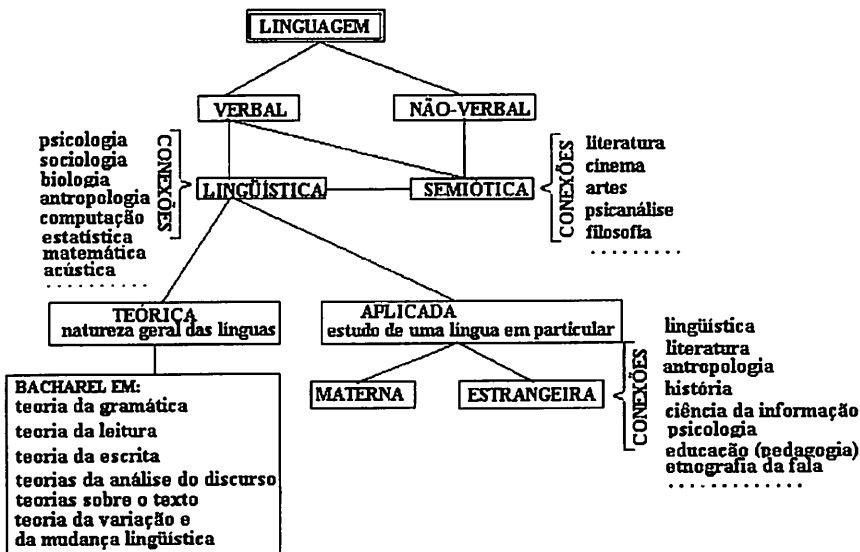 LINGUAGEM
VERBAL
NÃO-VERBAL
psicologia
sociologia
biologia
antropologia
computação
estatística
matemática
acústica
. . . . . . . . .
CONEXÕES
LINGÜÍSTICA
SEMIÓTICA
CONEXÕES
literatura
cinema
artes
psicanálise
filosofia
. . . . . . . .
TEÓRICA
natureza geral das línguas
APLICADA
estudo de uma língua em particular
BACHAREL EM:
teoria da gramática
teoria da leitura
teoria da escrita
teorias da análise do discurso
teorias sobre o texto
teoria da variação e
da mudança lingüística
MATERNA
ESTRANGEIRA
CONEXÕES
lingüística
literatura
antropologia
história
ciência da informação
psicologia
educação (pedagogia)
etnografia da fala
. . . . . . . . . . . .